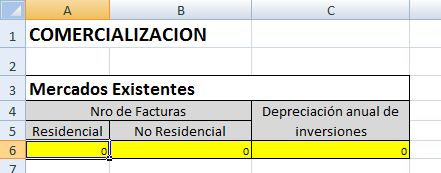 A B C
1 COMERCIALIZACION
2
3 Mercados Existentes
4 Nro de Facturas Depreciación anual de
5 Residencial No Residencial inversiones
6 0 0 0
7